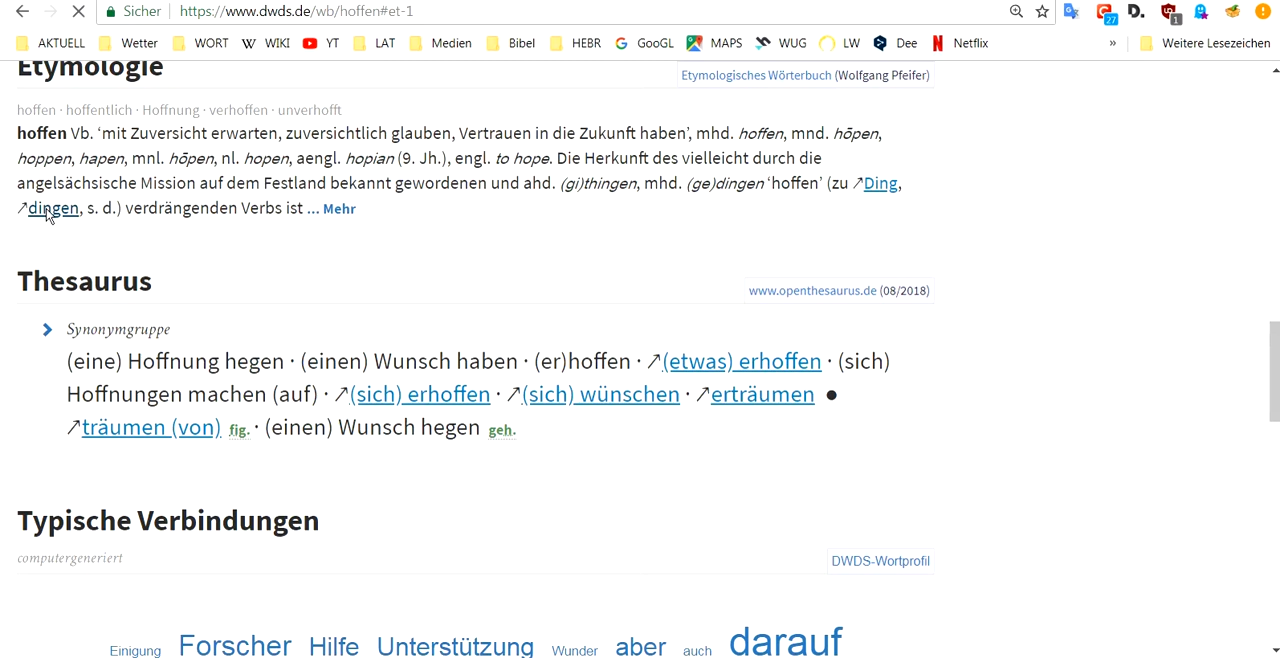 Sicher https://www.dwds.de/wb/hoffen#et-1
27 D. 1
AKTUELL Wetter WORT W WIKI YT LAT Medien Bibel HEBR G GooGL MAPS WUG LW Dee N Netflix » Weitere Lesezeichen
Etymologie
Etymologisches Wörterbuch (Wolfgang Pfeifer)
hoffen · hoffentlich · Hoffnung · verhoffen · unverhofft
hoffen Vb. ‘mit Zuversicht erwarten, zuversichtlich glauben, Vertrauen in die Zukunft haben’, mhd. hoffen, mnd. hōpen,
hoppen, hapen, mnl. hōpen, nl. hopen, aengl. hopian (9. Jh.), engl. to hope. Die Herkunft des vielleicht durch die
angelsächsische Mission auf dem Festland bekannt gewordenen und ahd. (gi)thingen, mhd. (ge)dingen ‘hoffen’ (zu ↗Ding,
↗dingen, s. d.) verdrängenden Verbs ist ... Mehr
Thesaurus
www.openthesaurus.de (08/2018)
Synonymgruppe
(eine) Hoffnung hegen · (einen) Wunsch haben · (er)hoffen · ↗(etwas) erhoffen · (sich)
Hoffnungen machen (auf) · ↗(sich) erhoffen · ↗(sich) wünschen · ↗erträumen ●
↗träumen (von) fig. · (einen) Wunsch hegen geh.
Typische Verbindungen
computergeneriert
DWDS-Wortprofil
Einigung Forscher Hilfe Unterstützung Wunder aber auch darauf